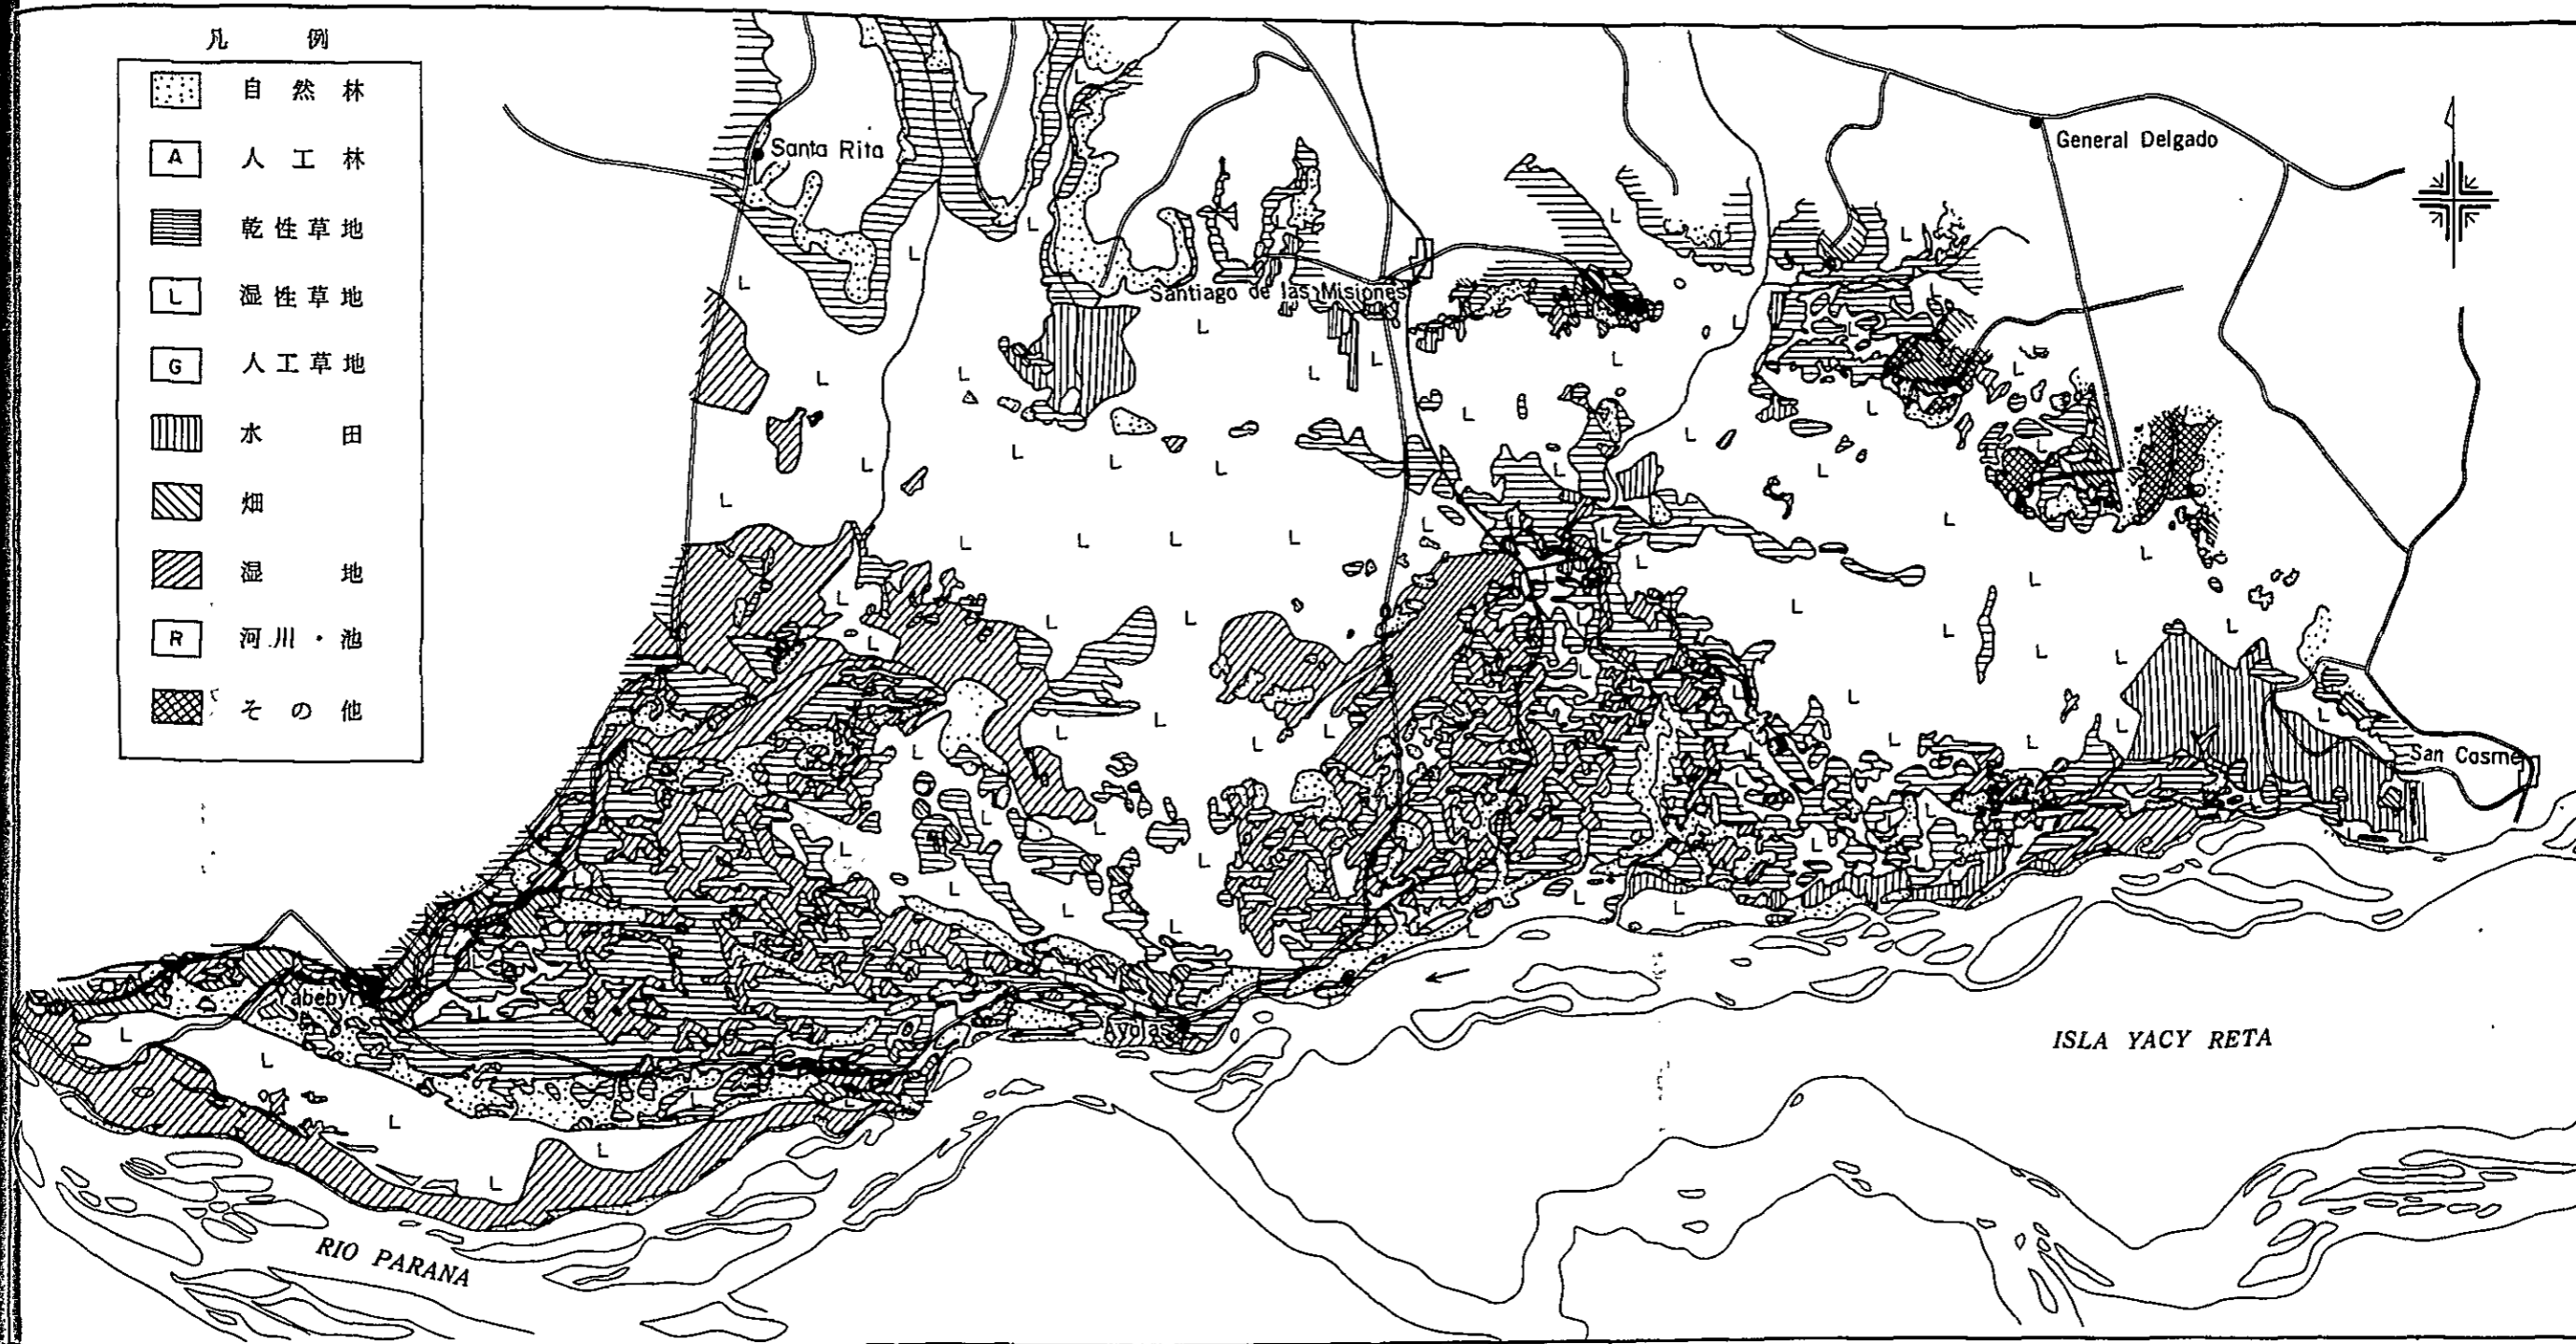 凡 例
自 然 林
A 人 工 林
乾 性 草 地
L 湿 性 草 地
G 人 工 草 地
水 田
畑
湿 地
R 河 川 ・ 池
そ の 他
Santa Rita
General Delgado
Santiago de las Misiones
San Cosme
Yabebyry
Ayolas
ISLA YACY RETA
RIO PARANA